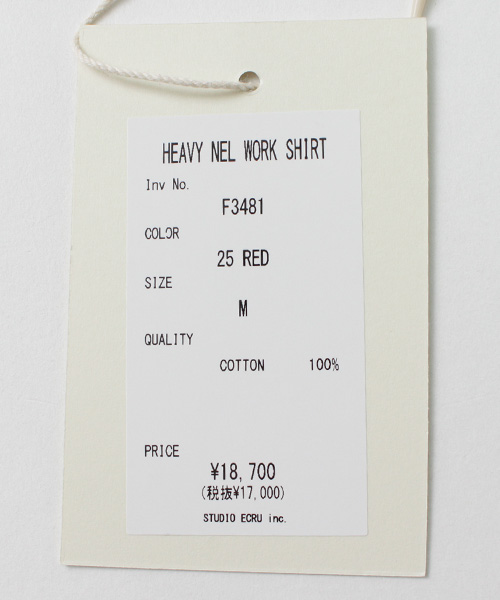 HEAVY NEL WORK SHIRT
Inv No.
F3481
COLOR
25 RED
SIZE
M
QUALITY
COTTON 100%
PRICE
¥18,700
(税抜¥17,000)
STUDIO ECRU inc.